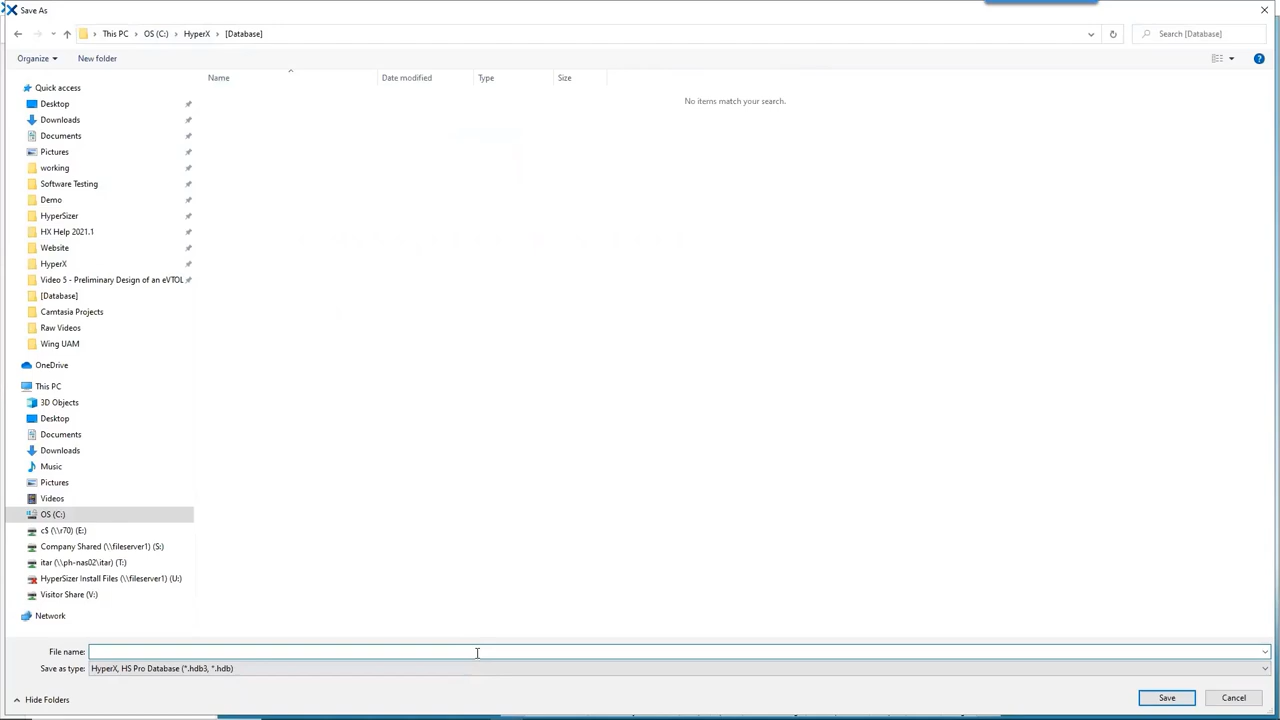 Save As
This PC > OS (C:) > HyperX > [Database]
Search [Database]
Organize
New folder
Name
Date modified
Type
Size
No items match your search.
Quick access
Desktop
Downloads
Documents
Pictures
working
Software Testing
Demo
HyperSizer
HX Help 2021.1
Website
HyperX
Video 5 - Preliminary Design of an eVTOL
[Database]
Camtasia Projects
Raw Videos
Wing UAM
OneDrive
This PC
3D Objects
Desktop
Documents
Downloads
Music
Pictures
Videos
OS (C:)
c$ (\\r70) (E:)
Company Shared (\\fileserver1) (S:)
itar (\\ph-nas02\itar) (T:)
HyperSizer Install Files (\\fileserver1) (U:)
Visitor Share (V:)
Network
File name:
Save as type: HyperX, HS Pro Database (*.hdb3, *.hdb)
Hide Folders
Save
Cancel